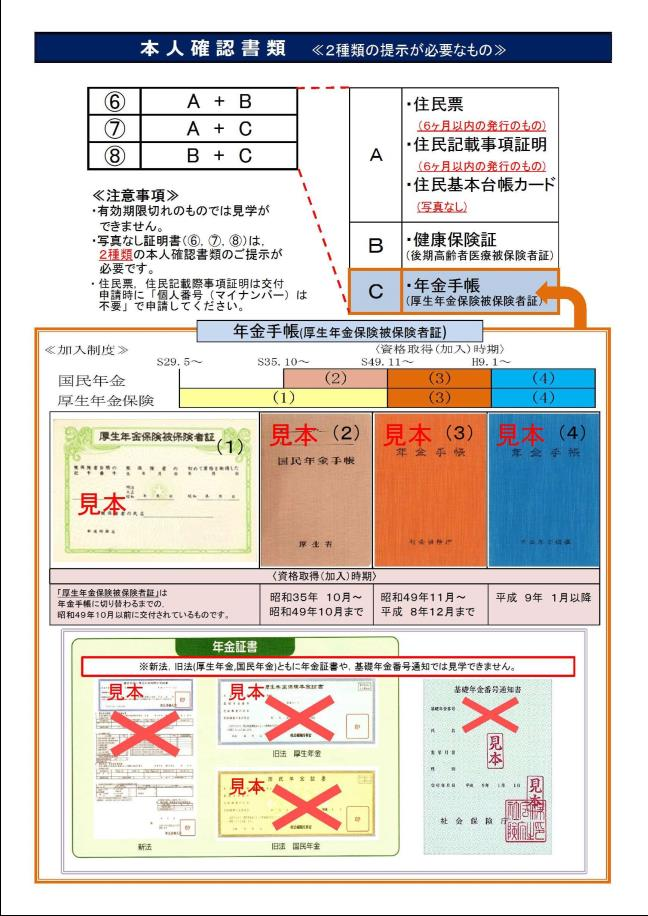 本人確認書類 ≪2種類の提示が必要なもの≫
⑥ A + B
⑦ A + C
⑧ B + C
A
・住民票
(6ヶ月以内の発行のもの)
・住民記載事項証明
(6ヶ月以内の発行のもの)
・住民基本台帳カード
(写真なし)
B
・健康保険証
(後期高齢者医療被保険者証)
C
・年金手帳
(厚生年金保険被保険者証)
≪注意事項≫
・有効期限切れのものでは見学が
できません。
・写真なし証明書(⑥, ⑦, ⑧)は,
2種類の本人確認書類のご提示が
必要です。
・住民票, 住民記載際事項証明は交付
申請時に「個人番号(マイナンバー)は
不要」で申請してください。
年金手帳(厚生年金保険被保険者証)
≪加入制度≫
〈資格取得(加入)時期〉
S29.5～ S35.10～ S49.11～ H9.1～
国民年金 (2) (3) (4)
厚生年金保険 (1) (3) (4)
厚生年金保険被保険者証 (1)
見本
見本 (2)
国民年金手帳
厚生省
見本 (3)
年金手帳
社会保険庁
見本 (4)
年金手帳
〈資格取得(加入)時期〉
「厚生年金保険被保険者証」は
年金手帳に切り替わるまでの,
昭和49年10月以前に交付されているものです。
昭和35年 10月～
昭和49年10月まで
昭和49年11月～
平成 8年12月まで
平成 9年 1月以降
年金証書
※新法, 旧法(厚生年金,国民年金)ともに年金証書や, 基礎年金番号通知では見学できません。
見本
新法
見本
旧法 厚生年金
見本
国民年金証書
旧法 国民年金
基礎年金番号通知書
基礎年金番号
氏名
生年月日
性別
見本
見本
社会保険庁